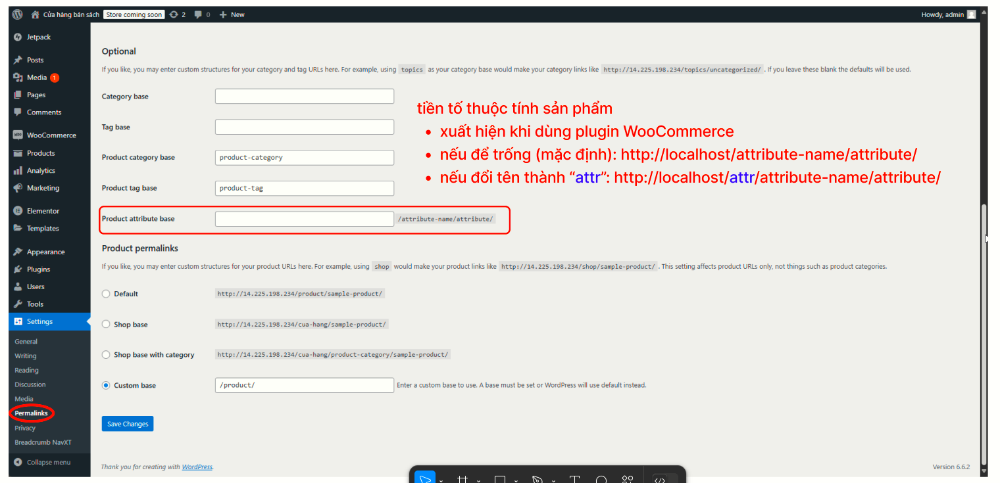 Cửa hàng bán sách Store coming soon 2 0 New Howdy, admin
Jetpack
Posts
Media 1
Pages
Comments
WooCommerce
Products
Analytics
Marketing
Elementor
Templates
Appearance
Plugins
Users
Tools
Settings
General
Writing
Reading
Discussion
Media
Permalinks
Privacy
Breadcrumb NavXT
Collapse menu
Optional
If you like, you may enter custom structures for your category and tag URLs here. For example, using topics as your category base would make your category links like http://14.225.198.234/topics/uncategorized/ . If you leave these blank the defaults will be used.
Category base
Tag base
Product category base product-category
Product tag base product-tag
Product attribute base /attribute-name/attribute/
tiền tố thuộc tính sản phẩm
• xuất hiện khi dùng plugin WooCommerce
• nếu để trống (mặc định): http://localhost/attribute-name/attribute/
• nếu đổi tên thành “attr”: http://localhost/attr/attribute-name/attribute/
Product permalinks
If you like, you may enter custom structures for your product URLs here. For example, using shop would make your product links like http://14.225.198.234/shop/sample-product/ . This setting affects product URLs only, not things such as product categories.
Default http://14.225.198.234/product/sample-product/
Shop base http://14.225.198.234/cua-hang/sample-product/
Shop base with category http://14.225.198.234/cua-hang/product-category/sample-product/
Custom base /product/ Enter a custom base to use. A base must be set or WordPress will use default instead.
Save Changes
Thank you for creating with WordPress.
Version 6.6.2